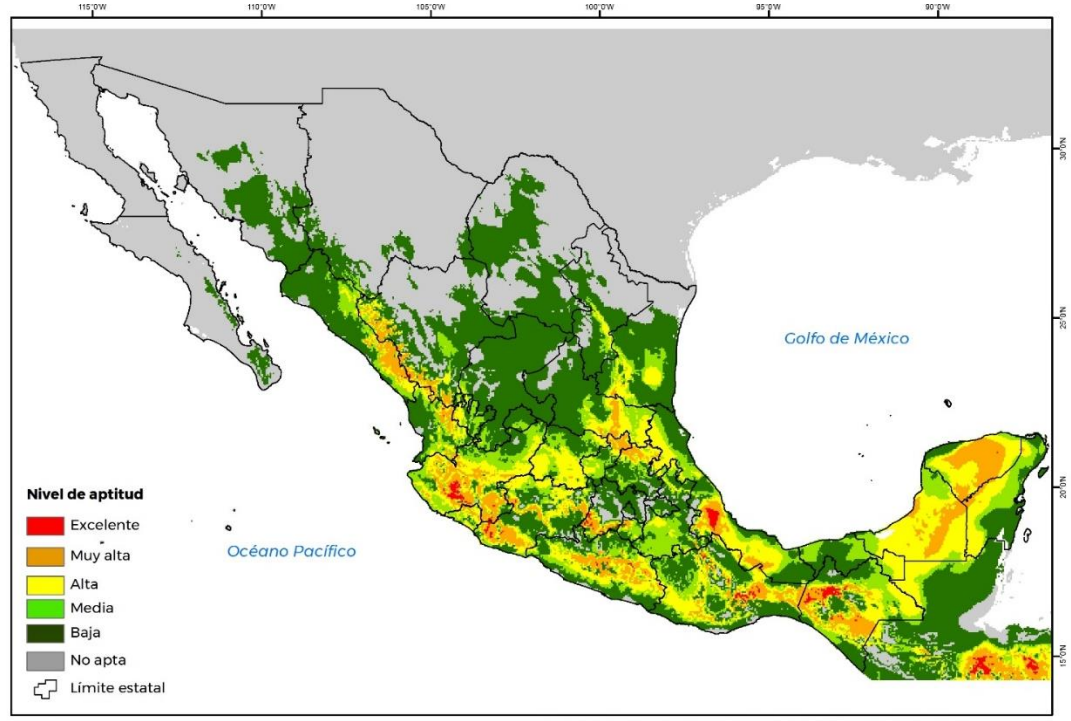 115°0'W 110°0'W 105°0'W 100°0'W 95°0'W 90°0'W
30°0'N
25°0'N
Golfo de México
20°0'N
Nivel de aptitud
Excelente
Muy alta
Océano Pacífico
Alta
Media
Baja
No apta
15°0'N
Límite estatal